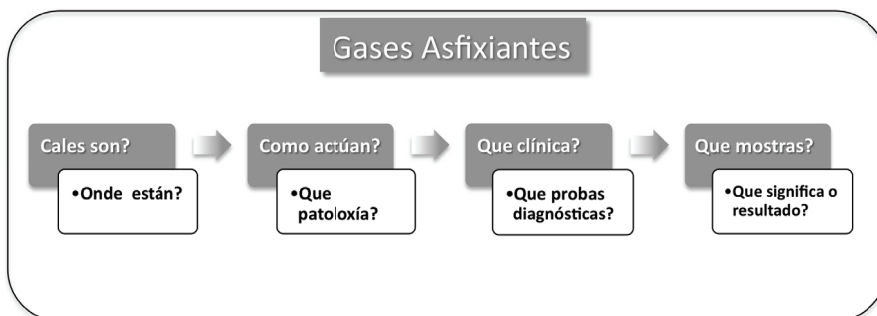 Gases Asfixiantes
Cales son?
•Onde están?
Como actúan?
•Que
patoloxía?
Que clínica?
•Que probas
diagnósticas?
Que mostras?
•Que significa o
resultado?